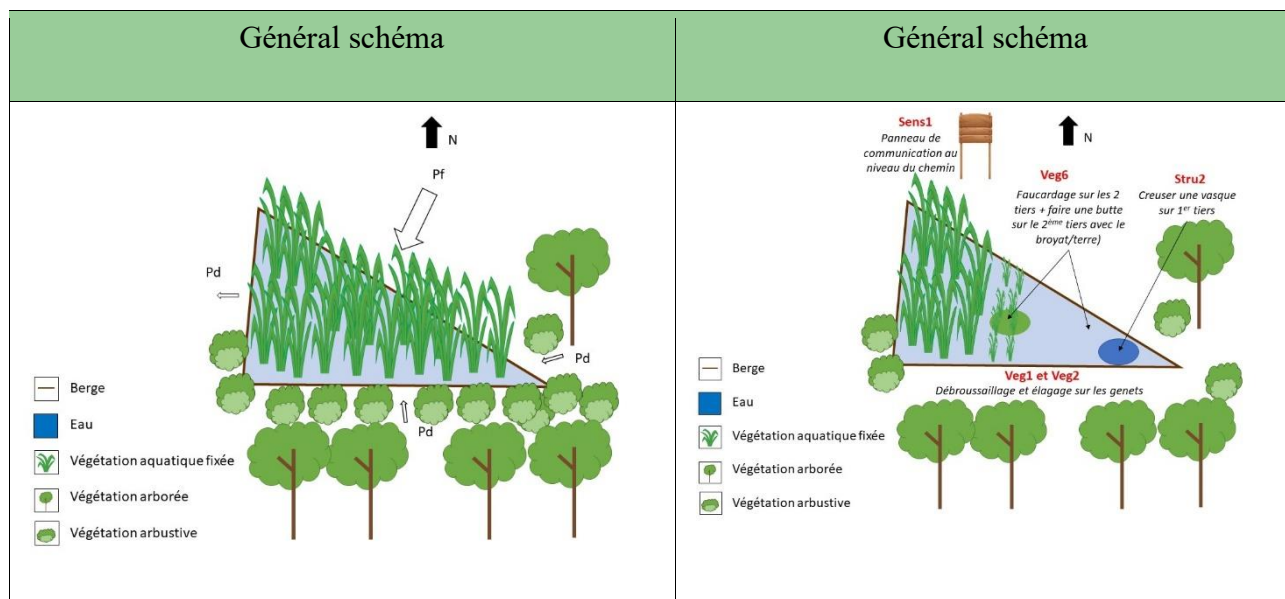 Général schéma
N
Pf
Pd
Pd
Pd
Berge
Eau
Végétation aquatique fixée
Végétation arborée
Végétation arbustive
Général schéma
Sens1
Panneau de
communication au
niveau du chemin
N
Veg6
Faucardage sur les 2
tiers + faire une butte
sur le 2ème tiers avec le
broyat/terre)
Stru2
Creuser une vasque
sur 1er tiers
Veg1 et Veg2
Débroussaillage et élagage sur les genets
Berge
Eau
Végétation aquatique fixée
Végétation arborée
Végétation arbustive